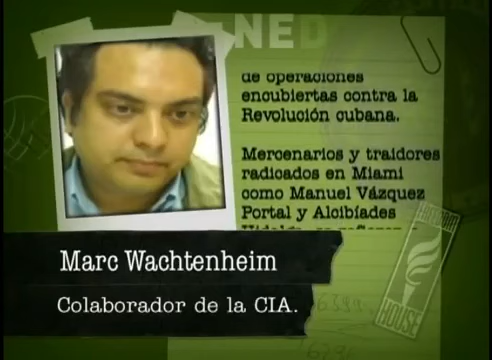 NED
de operaciones
encubiertas contra la
Revolución cubana.
Mercenarios y traidores
radicados en Miami
como Manuel Vázquez
Portal y Alcibíades
Marc Wachtenheim
Colaborador de la CIA.
HOUSE